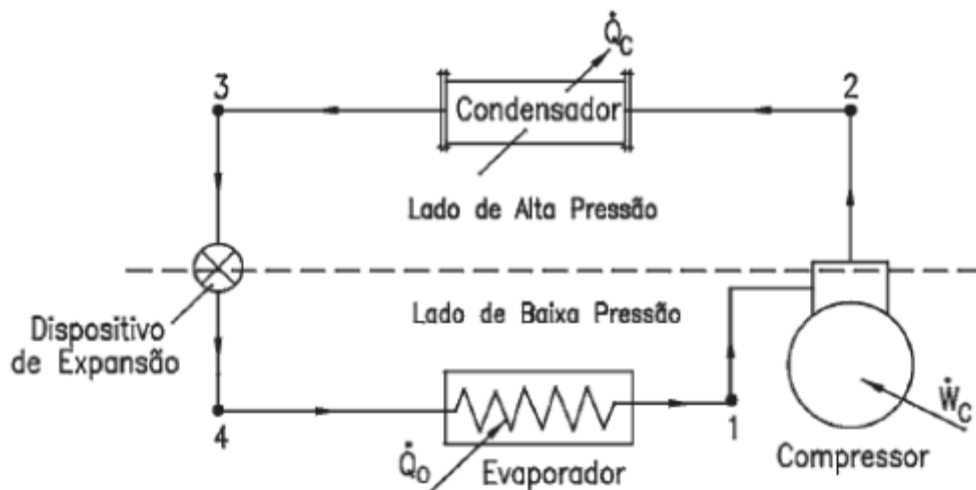 Q̇c
3
2
Condensador
Lado de Alta Pressão
Lado de Baixa Pressão
Dispositivo
de Expansão
Ẇc
4
1
Q̇o
Evaporador
Compressor